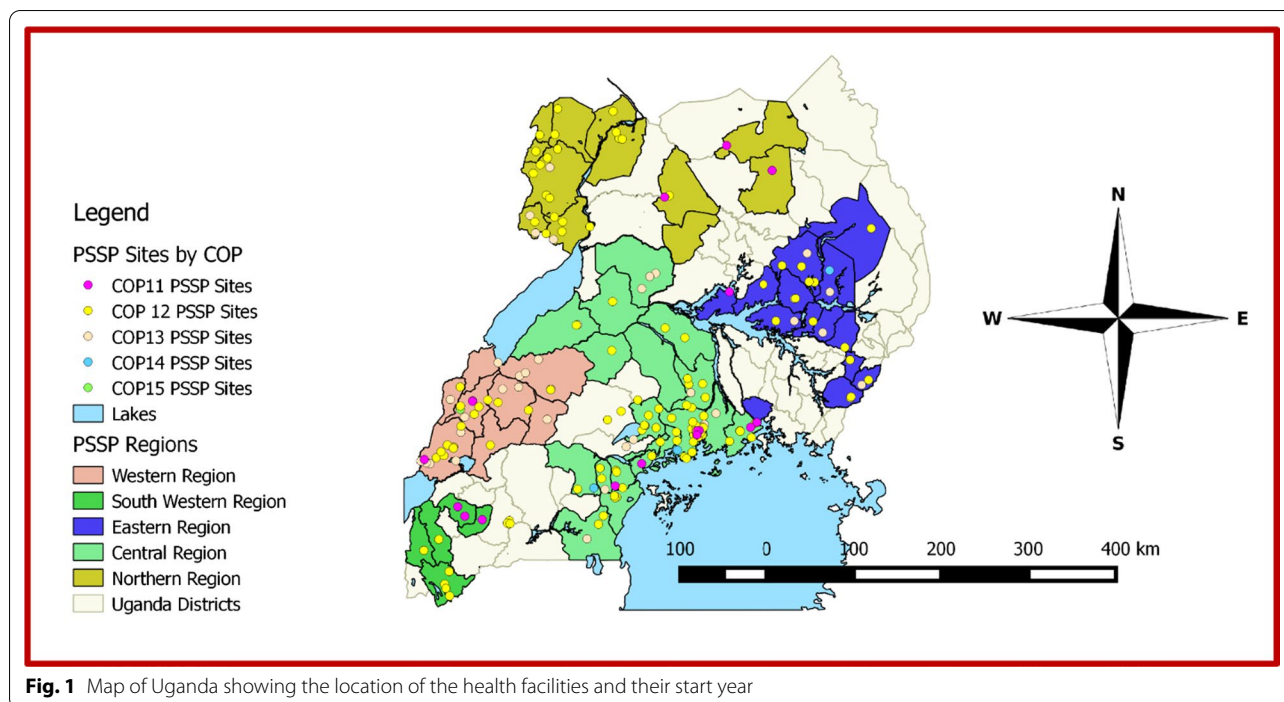 Legend
PSSP Sites by COP
COP11 PSSP Sites
COP 12 PSSP Sites
COP13 PSSP Sites
COP14 PSSP Sites
COP15 PSSP Sites
Lakes
PSSP Regions
Western Region
South Western Region
Eastern Region
Central Region
Northern Region
Uganda Districts
N
W E
S
100 0 100 200 300 400 km
Fig. 1 Map of Uganda showing the location of the health facilities and their start year